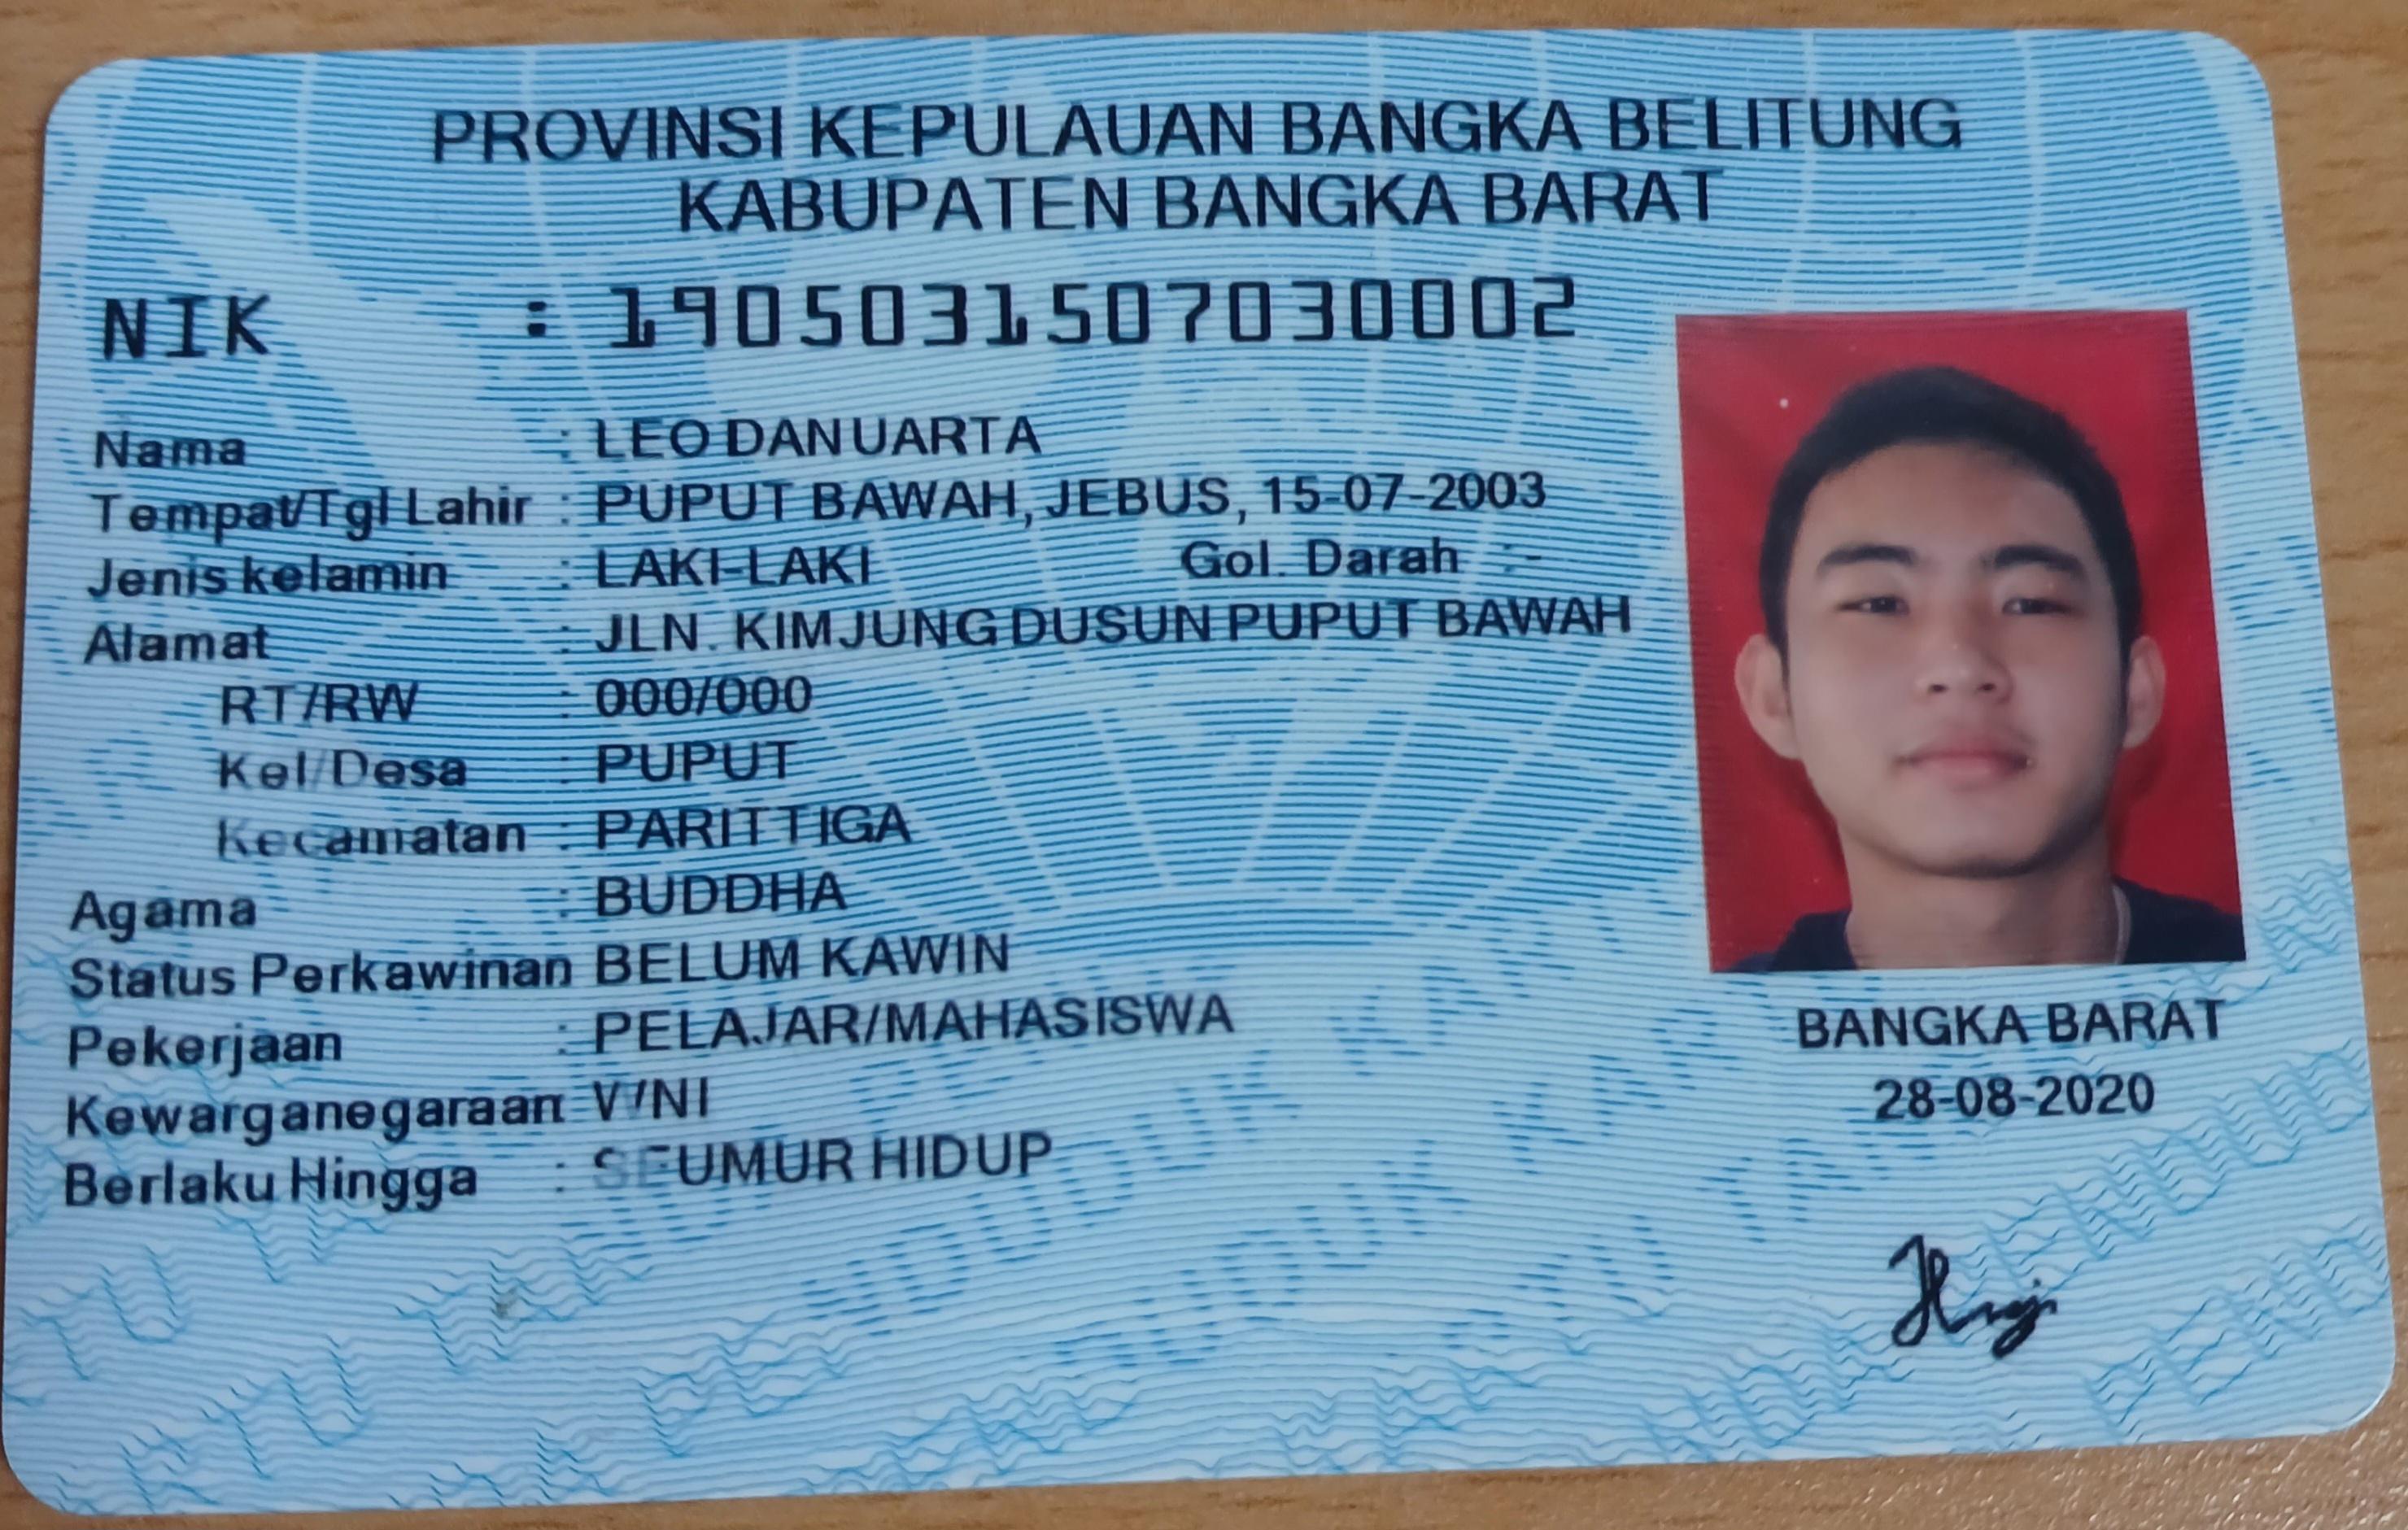 PROVINSI KEPULAUAN BANGKA BELITUNG
KABUPATEN BANGKA BARAT
NIK : 1905031507030002
Nama : LEO DANUARTA
Tempat/Tgl Lahir : PUPUT BAWAH, JEBUS, 15-07-2003
Jenis kelamin : LAKI-LAKI Gol. Darah : -
Alamat : JLN. KIMJUNG DUSUN PUPUT BAWAH
RT/RW : 000/000
Kel/Desa : PUPUT
Kecamatan : PARITTIGA
Agama : BUDDHA
Status Perkawinan: BELUM KAWIN
Pekerjaan : PELAJAR/MAHASISWA
Kewarganegaraan: WNI
Berlaku Hingga : SEUMUR HIDUP
BANGKA BARAT
28-08-2020